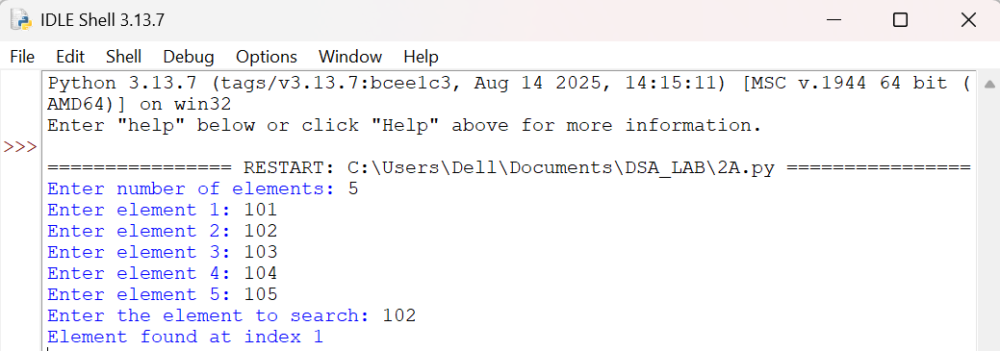 IDLE Shell 3.13.7
File Edit Shell Debug Options Window Help
Python 3.13.7 (tags/v3.13.7:bcee1c3, Aug 14 2025, 14:15:11) [MSC v.1944 64 bit (
AMD64)] on win32
Enter "help" below or click "Help" above for more information.
>>>
================ RESTART: C:\Users\Dell\Documents\DSA_LAB\2A.py ================
Enter number of elements: 5
Enter element 1: 101
Enter element 2: 102
Enter element 3: 103
Enter element 4: 104
Enter element 5: 105
Enter the element to search: 102
Element found at index 1